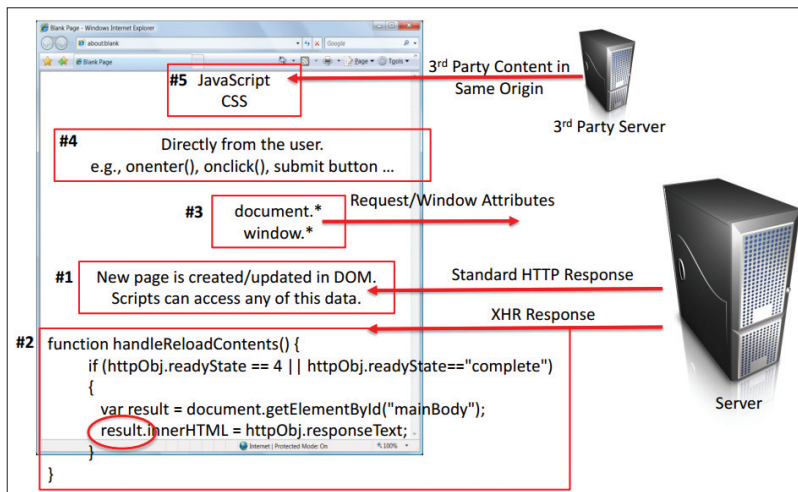 Blank Page - Windows Internet Explorer
about:blank
Google
Blank Page
Page
Tools
#5 JavaScript
CSS
3rd Party Content in
Same Origin
3rd Party Server
#4 Directly from the user.
e.g., onenter(), onclick(), submit button ...
#3 document.*
window.*
Request/Window Attributes
#1 New page is created/updated in DOM.
Scripts can access any of this data.
Standard HTTP Response
XHR Response
#2 function handleReloadContents() {
if (httpObj.readyState == 4 || httpObj.readyState=="complete")
{
var result = document.getElementById("mainBody");
result.innerHTML = httpObj.responseText;
}
}
Server
Internet | Protected Mode: On
100%